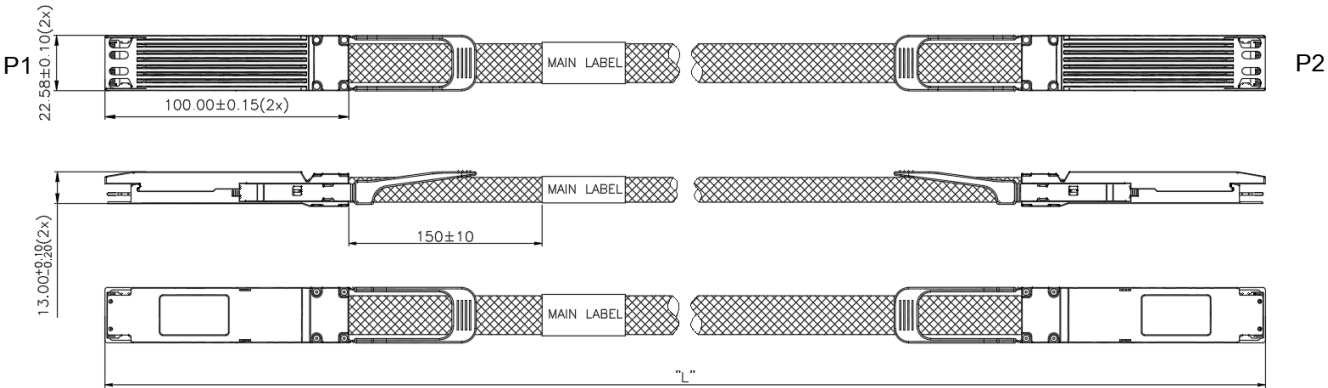 P1
22.58±0.10(2x)
MAIN LABEL
P2
100.00±0.15(2x)
MAIN LABEL
150±10
13.00+0.10-0.20(2x)
MAIN LABEL
"L"